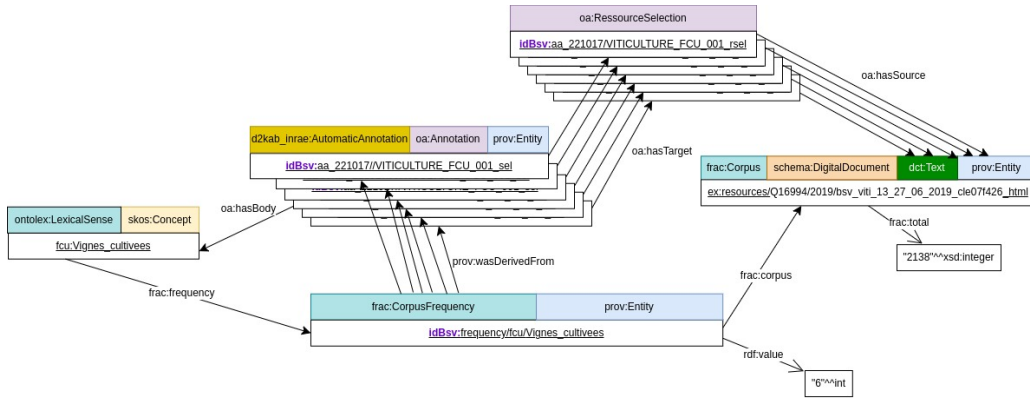 oa:RessourceSelection
idBsv:aa_221017/VITICULTURE_FCU_001_rsel
oa:hasSource
d2kab_inrae:AutomaticAnnotation oa:Annotation prov:Entity
idBsv:aa_221017//VITICULTURE_FCU_001_sel
oa:hasTarget
frac:Corpus schema:DigitalDocument dct:Text prov:Entity
ex:resources/Q16994/2019/bsv_viti_13_27_06_2019_cle07f426_html
ontolex:LexicalSense skos:Concept
oa:hasBody
fcu:Vignes_cultivees
frac:total
"2138"^^xsd:integer
prov:wasDerivedFrom
frac:corpus
frac:frequency
frac:CorpusFrequency prov:Entity
idBsv:frequency/fcu/Vignes_cultivees
rdf:value
"6"^^int